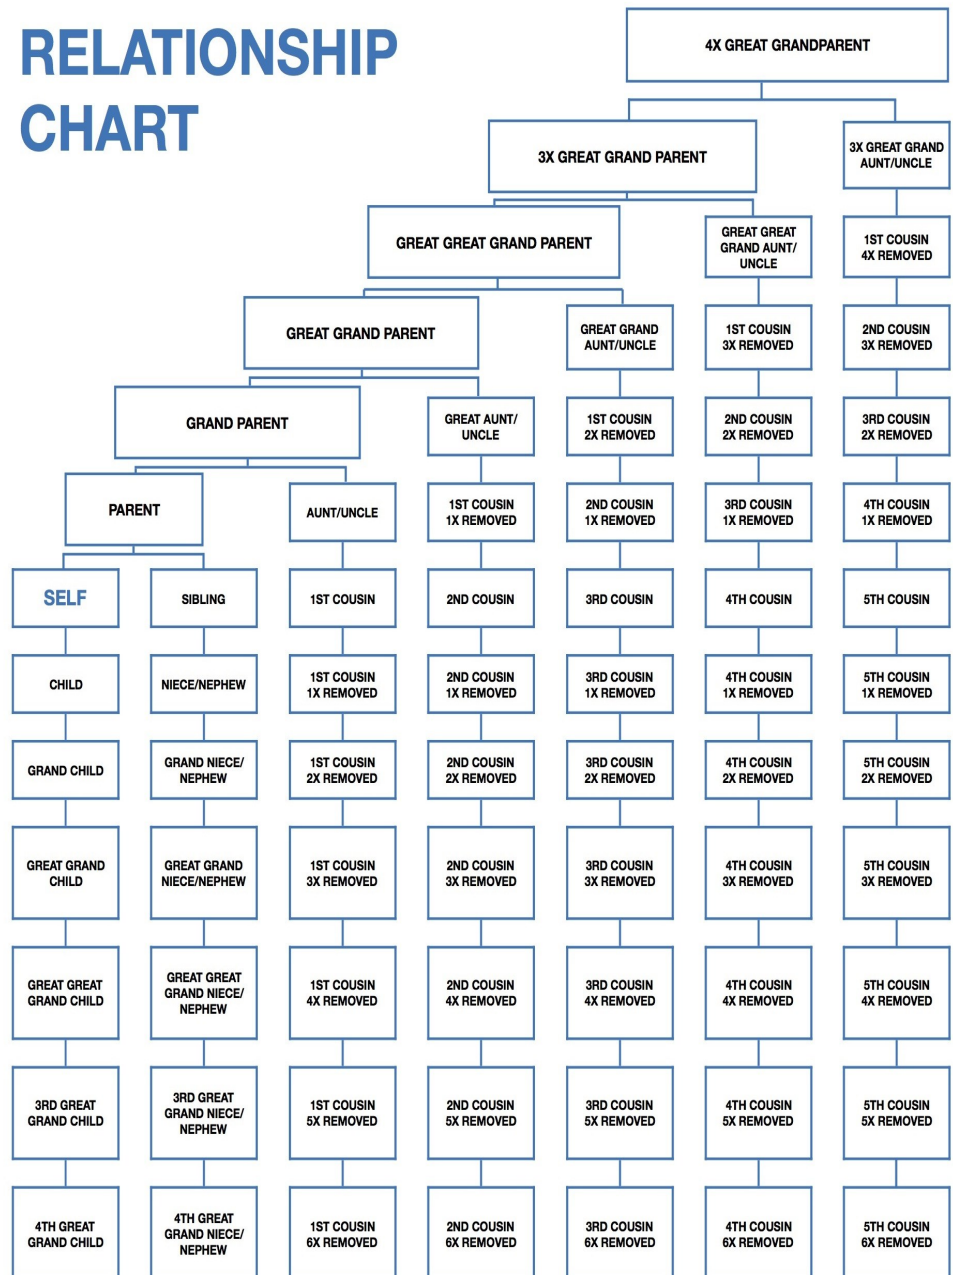 RELATIONSHIP
CHART
4X GREAT GRANDPARENT
3X GREAT GRAND PARENT
3X GREAT GRAND
AUNT/UNCLE
GREAT GREAT GRAND PARENT
GREAT GREAT
GRAND AUNT/
UNCLE
1ST COUSIN
4X REMOVED
GREAT GRAND PARENT
GREAT GRAND
AUNT/UNCLE
1ST COUSIN
3X REMOVED
2ND COUSIN
3X REMOVED
GRAND PARENT
GREAT AUNT/
UNCLE
1ST COUSIN
2X REMOVED
2ND COUSIN
2X REMOVED
3RD COUSIN
2X REMOVED
PARENT
AUNT/UNCLE
1ST COUSIN
1X REMOVED
2ND COUSIN
1X REMOVED
3RD COUSIN
1X REMOVED
4TH COUSIN
1X REMOVED
SELF
SIBLING
1ST COUSIN
2ND COUSIN
3RD COUSIN
4TH COUSIN
5TH COUSIN
CHILD
NIECE/NEPHEW
1ST COUSIN
1X REMOVED
2ND COUSIN
1X REMOVED
3RD COUSIN
1X REMOVED
4TH COUSIN
1X REMOVED
5TH COUSIN
1X REMOVED
GRAND CHILD
GRAND NIECE/
NEPHEW
1ST COUSIN
2X REMOVED
2ND COUSIN
2X REMOVED
3RD COUSIN
2X REMOVED
4TH COUSIN
2X REMOVED
5TH COUSIN
2X REMOVED
GREAT GRAND
CHILD
GREAT GRAND
NIECE/NEPHEW
1ST COUSIN
3X REMOVED
2ND COUSIN
3X REMOVED
3RD COUSIN
3X REMOVED
4TH COUSIN
3X REMOVED
5TH COUSIN
3X REMOVED
GREAT GREAT
GRAND CHILD
GREAT GREAT
GRAND NIECE/
NEPHEW
1ST COUSIN
4X REMOVED
2ND COUSIN
4X REMOVED
3RD COUSIN
4X REMOVED
4TH COUSIN
4X REMOVED
5TH COUSIN
4X REMOVED
3RD GREAT
GRAND CHILD
3RD GREAT
GRAND NIECE/
NEPHEW
1ST COUSIN
5X REMOVED
2ND COUSIN
5X REMOVED
3RD COUSIN
5X REMOVED
4TH COUSIN
5X REMOVED
5TH COUSIN
5X REMOVED
4TH GREAT
GRAND CHILD
4TH GREAT
GRAND NIECE/
NEPHEW
1ST COUSIN
6X REMOVED
2ND COUSIN
6X REMOVED
3RD COUSIN
6X REMOVED
4TH COUSIN
6X REMOVED
5TH COUSIN
6X REMOVED